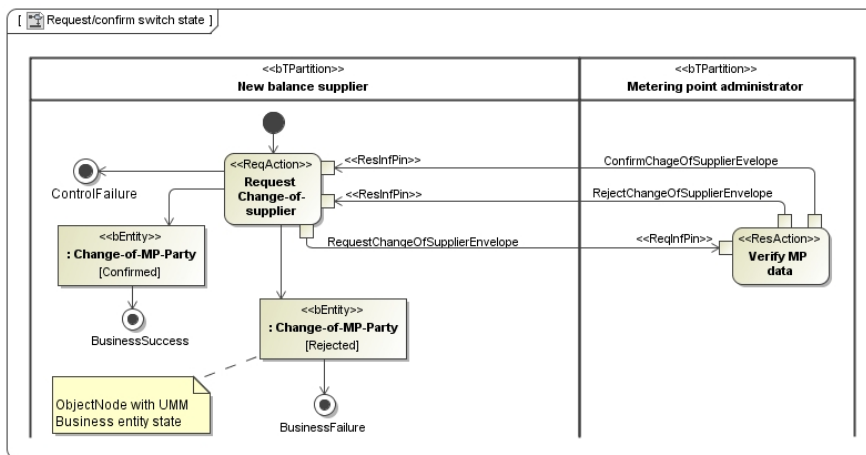 Request/confirm switch state
<<bTPartition>>
New balance supplier
<<bTPartition>>
Metering point administrator
<<ReqAction>>
Request
Change-of-
supplier
<<ResInfPin>>
ConfirmChageOfSupplierEvelope
<<ResInfPin>>
RejectChangeOfSupplierEnvelope
ControlFailure
RequestChangeOfSupplierEnvelope
<<ReqInfPin>>
<<ResAction>>
Verify MP
data
<<bEntity>>
: Change-of-MP-Party
[Confirmed]
BusinessSuccess
<<bEntity>>
: Change-of-MP-Party
[Rejected]
ObjectNode with UMM
Business entity state
BusinessFailure